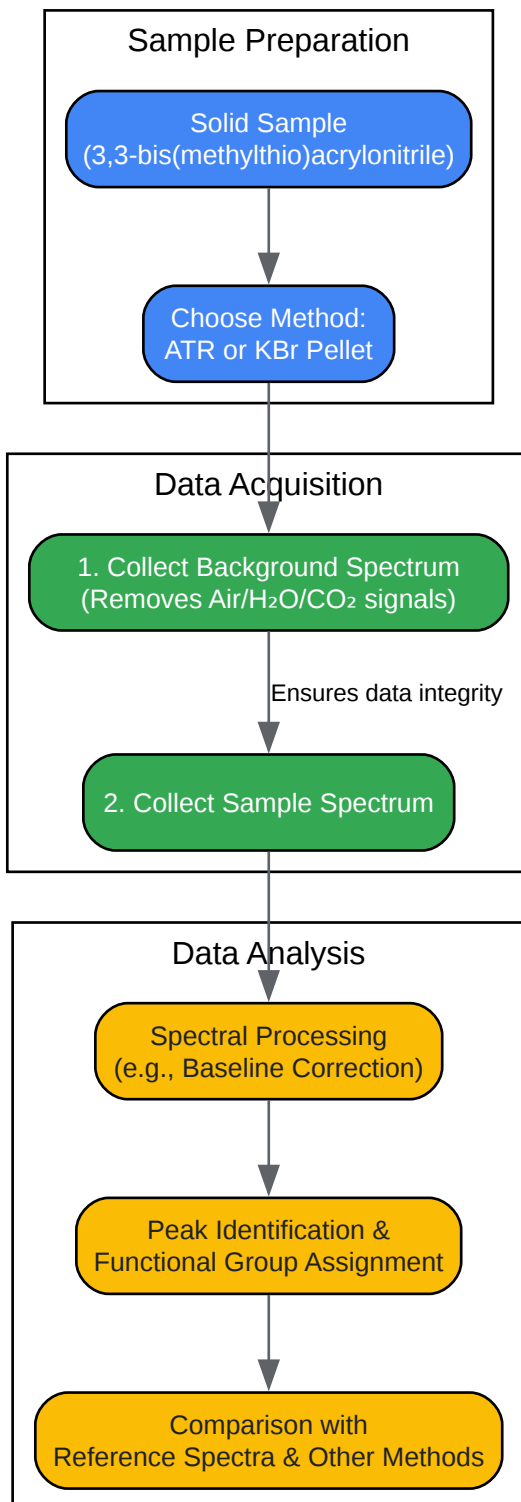 Sample Preparation
Solid Sample
(3,3-bis(methylthio)acrylonitrile)
Choose Method:
ATR or KBr Pellet
Data Acquisition
1. Collect Background Spectrum
(Removes Air/H₂O/CO₂ signals)
Ensures data integrity
2. Collect Sample Spectrum
Data Analysis
Spectral Processing
(e.g., Baseline Correction)
Peak Identification &
Functional Group Assignment
Comparison with
Reference Spectra & Other Methods